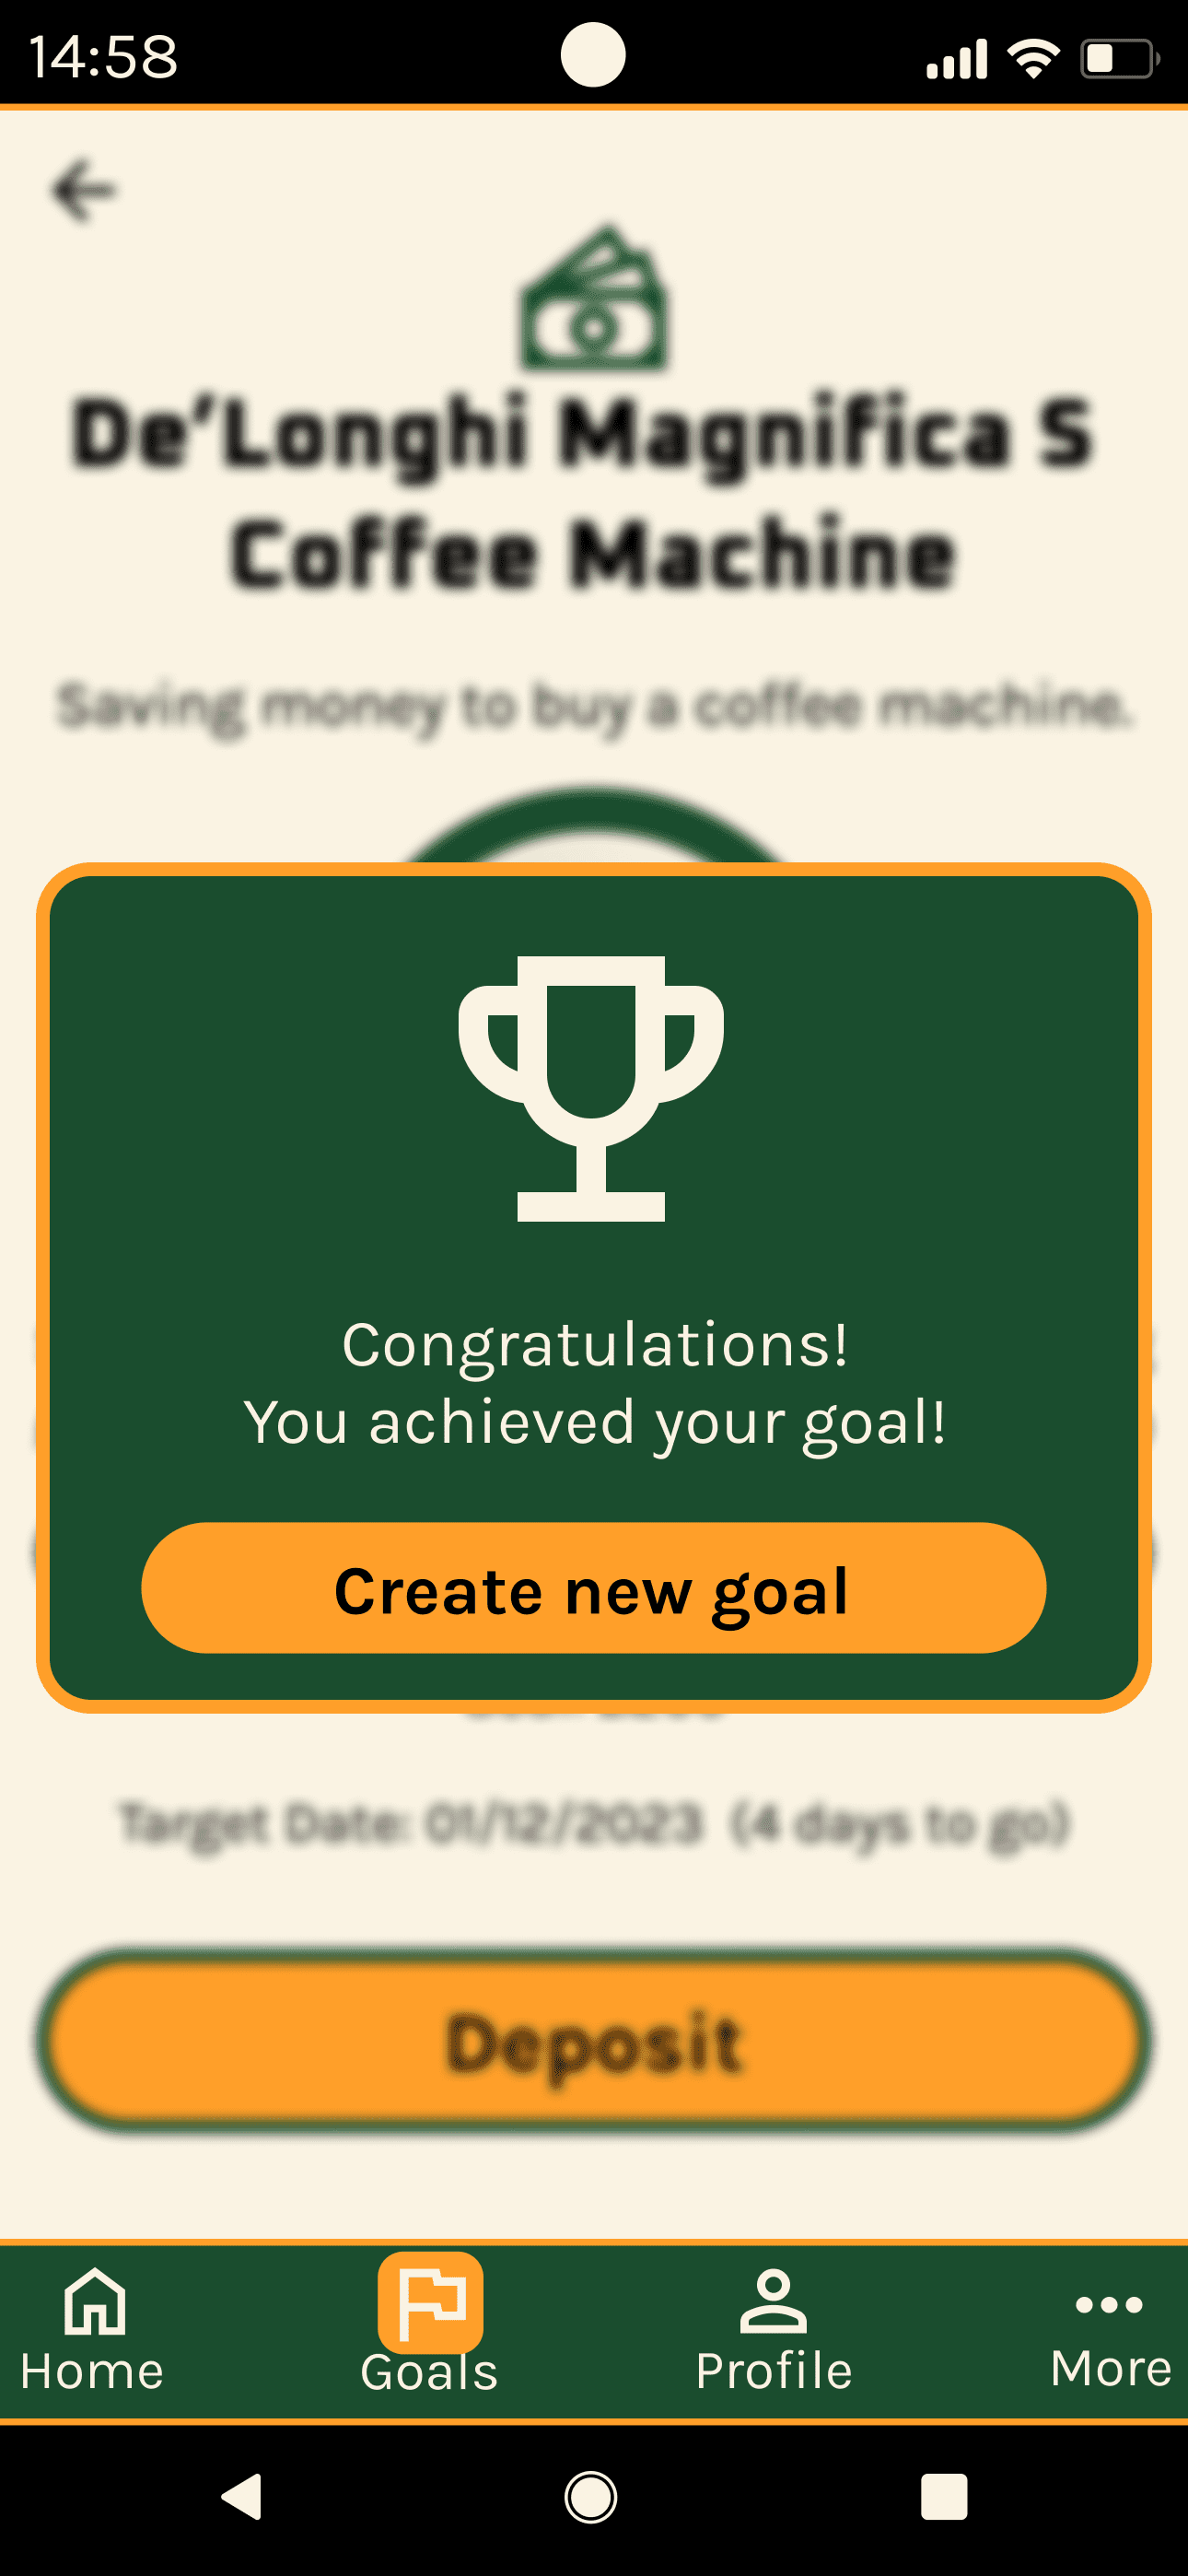 14:58
De’Longhi Magnifica S
Coffee Machine
Saving money to buy a coffee machine.
Congratulations!
You achieved your goal!
Create new goal
Target Date: 01/12/2023 (4 days to go)
Deposit
Home
Goals
Profile
More